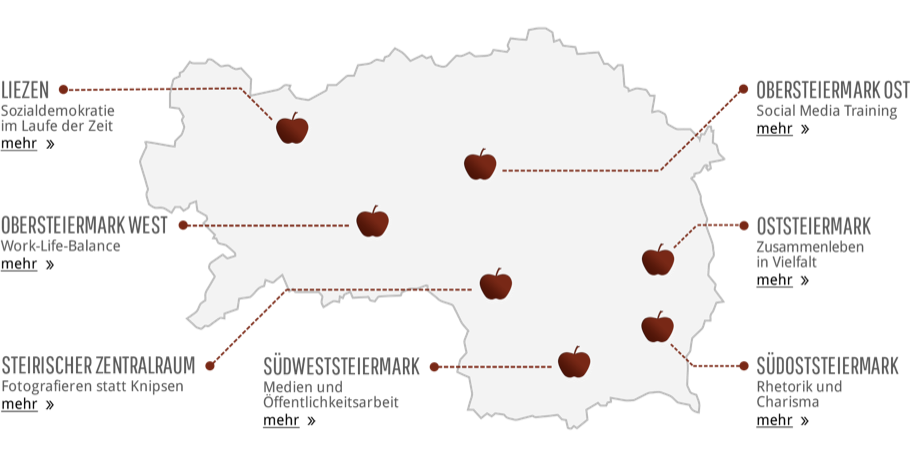 LIEZEN
Sozialdemokratie
im Laufe der Zeit
mehr »
OBERSTEIERMARK OST
Social Media Training
mehr »
OBERSTEIERMARK WEST
Work-Life-Balance
mehr »
OSTSTEIERMARK
Zusammenleben
in Vielfalt
mehr »
STEIRISCHER ZENTRALRAUM
Fotografieren statt Knipsen
mehr »
SÜDWESTSTEIERMARK
Medien und
Öffentlichkeitsarbeit
mehr »
SÜDOSTSTEIERMARK
Rhetorik und
Charisma
mehr »